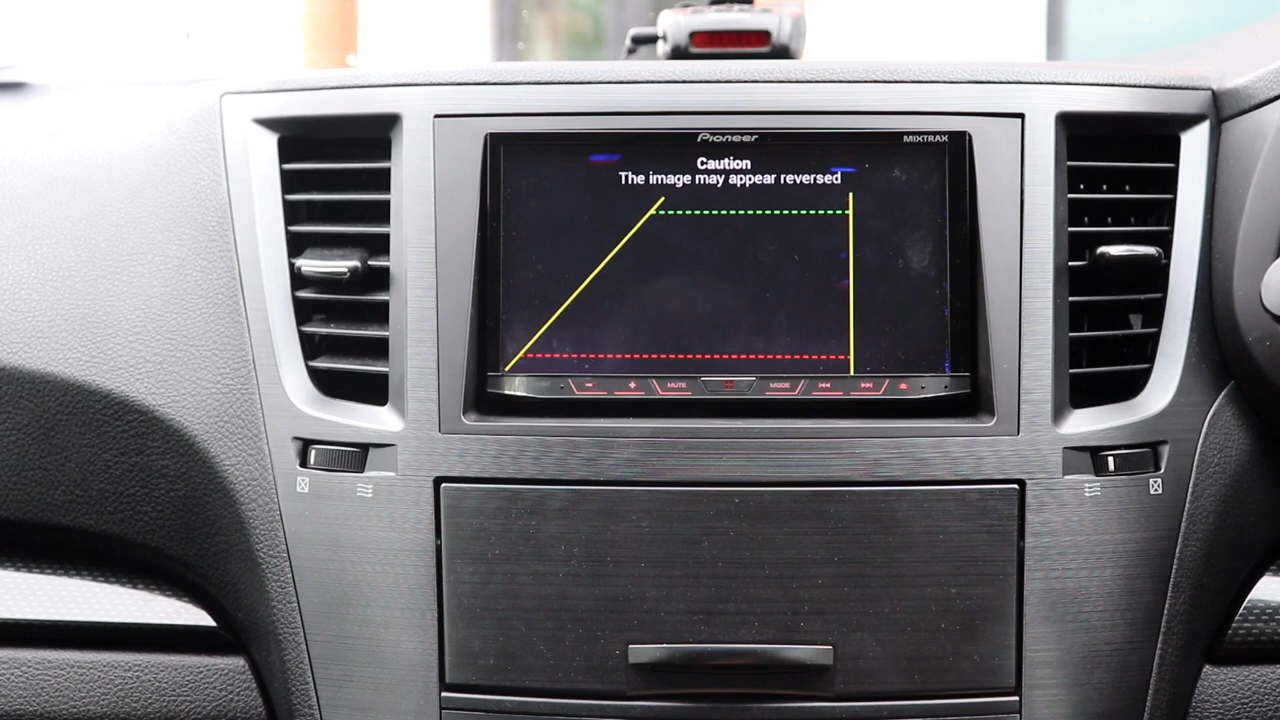 Pioneer
MIXTRAX
Caution
The image may appear reversed
MUTE
MODE